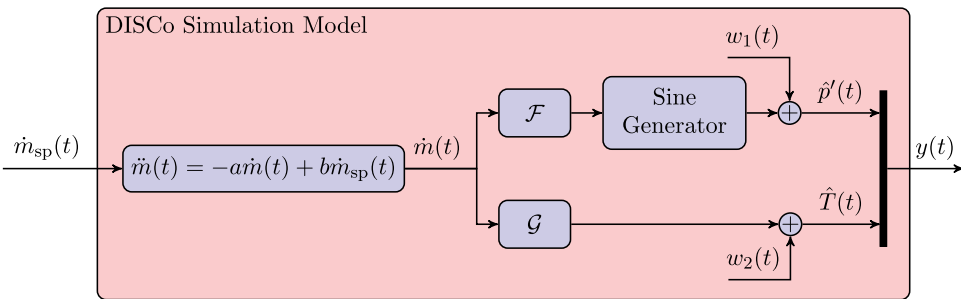 DISCo Simulation Model
w₁(t)
ṁ_sp(t)
m̈(t) = −aṁ(t) + bṁ_sp(t)
ṁ(t)
ℱ
Sine
Generator
+
p̂′(t)
y(t)
𝒢
+
T̂(t)
w₂(t)